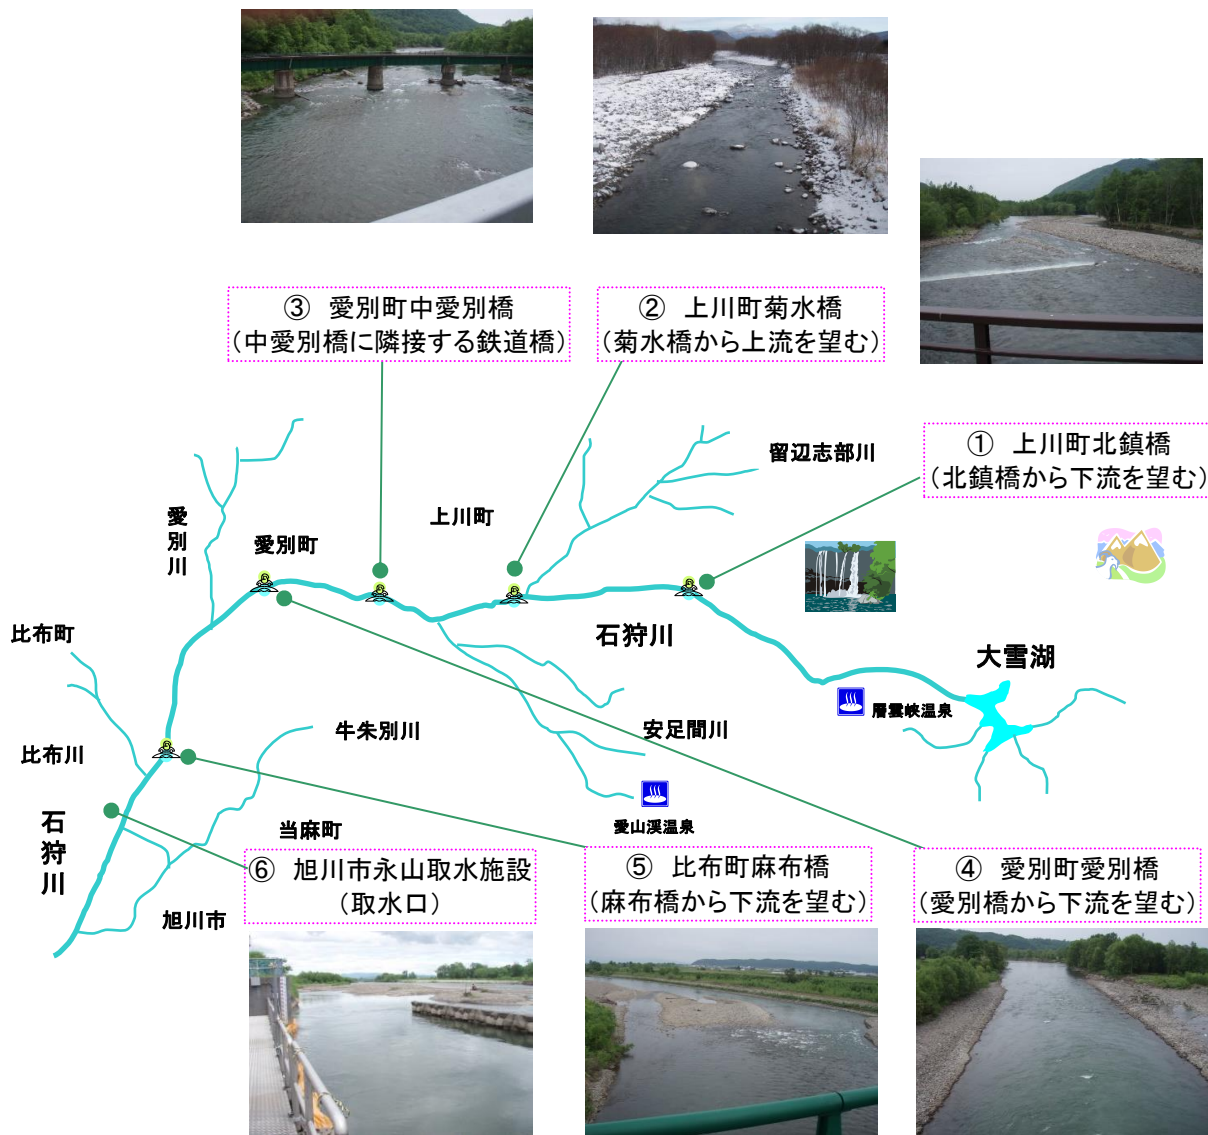 ③ 愛別町中愛別橋
(中愛別橋に隣接する鉄道橋)
② 上川町菊水橋
(菊水橋から上流を望む)
① 上川町北鎮橋
(北鎮橋から下流を望む)
留辺志部川
上川町
愛別川
愛別町
比布町
石狩川
大雪湖
層雲峡温泉
安足間川
牛朱別川
比布川
愛山渓温泉
石狩川
当麻町
旭川市
⑥ 旭川市永山取水施設
(取水口)
⑤ 比布町麻布橋
(麻布橋から下流を望む)
④ 愛別町愛別橋
(愛別橋から下流を望む)